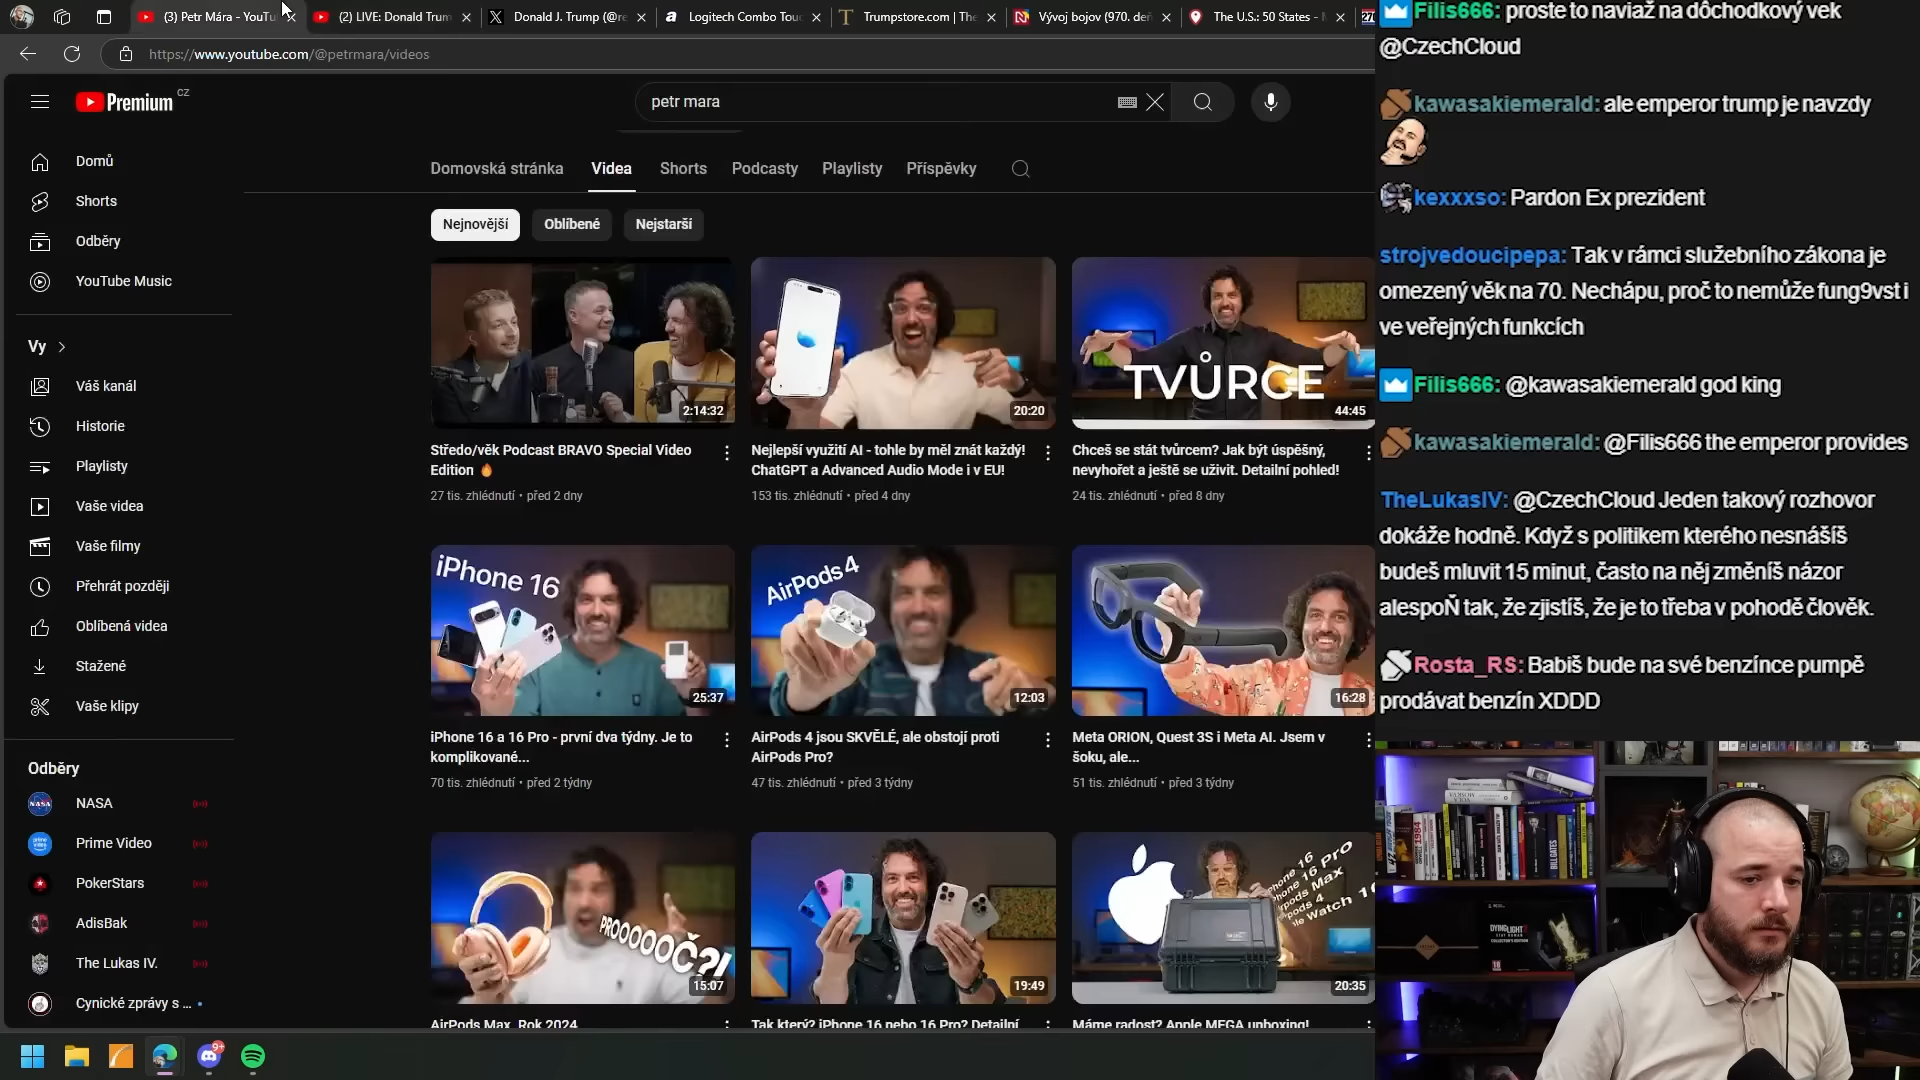 (3) Petr Mára - YouTu
(2) LIVE: Donald Trum
Donald J. Trump (@re
Logitech Combo Tou
Trumpstore.com | The
Vývoj bojov (970. deň
The U.S.: 50 States -
https://www.youtube.com/@petrmara/videos
Premium CZ
petr mara
Domů
Shorts
Odběry
YouTube Music
Vy
Váš kanál
Historie
Playlisty
Vaše videa
Vaše filmy
Přehrát později
Oblíbená videa
Stažené
Vaše klipy
Odběry
NASA
Prime Video
PokerStars
AdisBak
The Lukas IV.
Cynické zprávy s ...
Domovská stránka
Videa
Shorts
Podcasty
Playlisty
Příspěvky
Nejnovější
Oblíbené
Nejstarší
2:14:32
Středo/věk Podcast BRAVO Special Video
Edition 🔥
27 tis. zhlédnutí • před 2 dny
20:20
Nejlepší využití AI - tohle by měl znát každý!
ChatGPT a Advanced Audio Mode i v EU!
153 tis. zhlédnutí • před 4 dny
TVŮRCE
44:45
Chceš se stát tvůrcem? Jak být úspěšný,
nevyhořet a ještě se uživit. Detailní pohled!
24 tis. zhlédnutí • před 8 dny
iPhone 16
25:37
iPhone 16 a 16 Pro - první dva týdny. Je to
komplikované...
70 tis. zhlédnutí • před 2 týdny
AirPods 4
12:03
AirPods 4 jsou SKVĚLÉ, ale obstojí proti
AirPods Pro?
47 tis. zhlédnutí • před 3 týdny
16:28
Meta ORION, Quest 3S i Meta AI. Jsem v
šoku, ale...
51 tis. zhlédnutí • před 3 týdny
PROOOOOČ?!
15:07
AirPods Max. Rok 2024
19:49
Tak který? iPhone 16 nebo 16 Pro? Detailní
20:35
Máme radost? Apple MEGA unboxing!
Filis666: proste to naviaž na dôchodkový vek
@CzechCloud
kawasakiemerald: ale emperor trump je navzdy
kexxxso: Pardon Ex prezident
strojvedoucipepa: Tak v rámci služebního zákona je
omezený věk na 70. Nechápu, proč to nemůže fung9vst i
ve veřejných funkcích
Filis666: @kawasakiemerald god king
kawasakiemerald: @Filis666 the emperor provides
TheLukasIV: @CzechCloud Jeden takový rozhovor
dokáže hodně. Když s politikem kterého nesnášíš
budeš mluvit 15 minut, často na něj změníš názor
alespoŇ tak, že zjistíš, že je to třeba v pohodě člověk.
Rosta_RS: Babiš bude na své benzínce pumpě
prodávat benzín XDDD
1984
BILL GATES
DYING LIGHT 2
9+